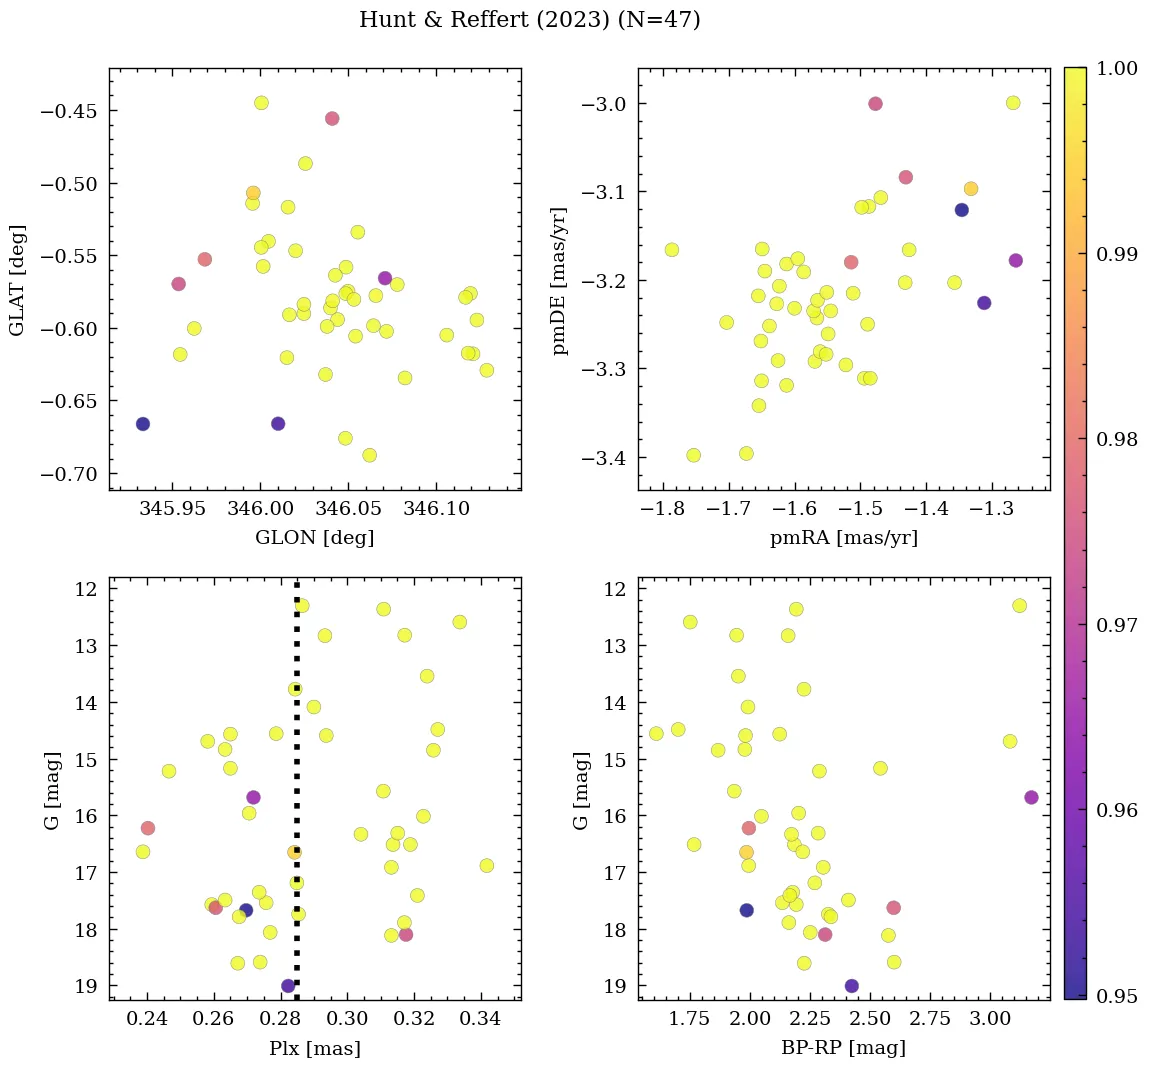 Hunt & Reffert (2023) (N=47)
−0.45
−0.50
−0.55
−0.60
−0.65
−0.70
GLAT [deg]
345.95 346.00 346.05 346.10
GLON [deg]
−3.0
−3.1
−3.2
−3.3
−3.4
pmDE [mas/yr]
−1.8 −1.7 −1.6 −1.5 −1.4 −1.3
pmRA [mas/yr]
12
13
14
15
16
17
18
19
G [mag]
0.24 0.26 0.28 0.30 0.32 0.34
Plx [mas]
12
13
14
15
16
17
18
19
G [mag]
1.75 2.00 2.25 2.50 2.75 3.00
BP-RP [mag]
1.00
0.99
0.98
0.97
0.96
0.95